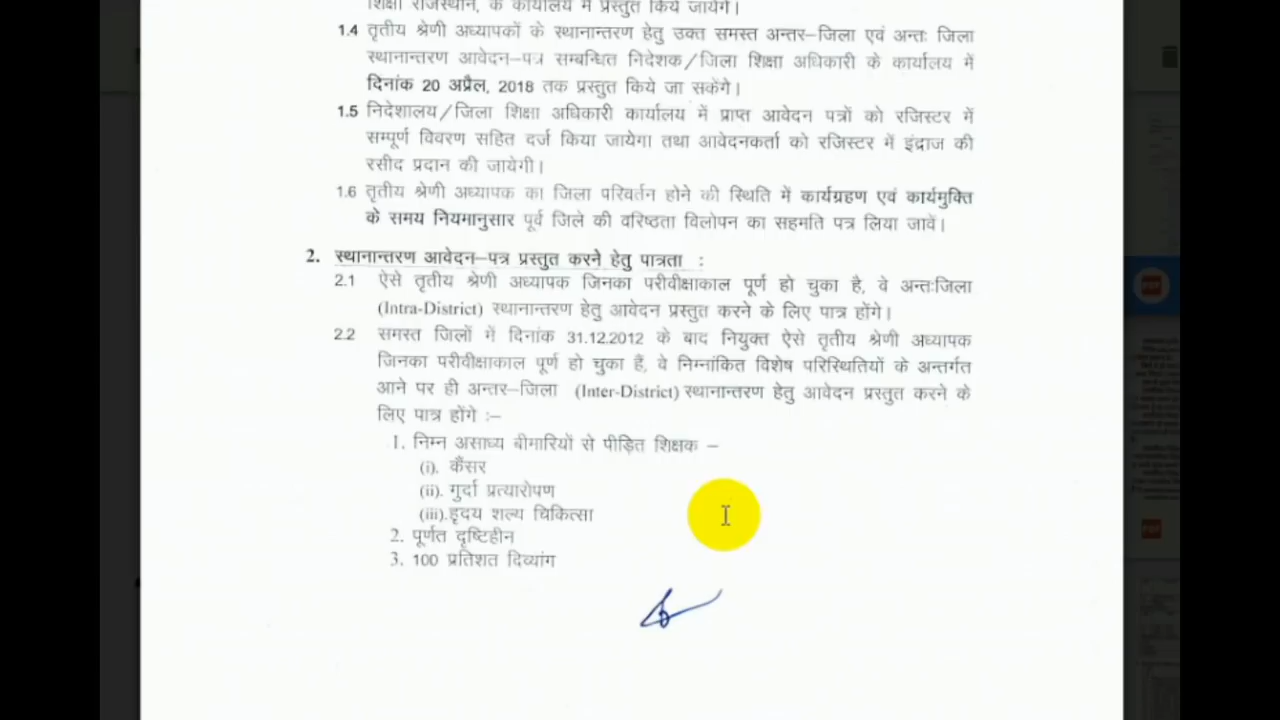 शिक्षा राजस्थान, के कार्यालय में प्रस्तुत किये जायेंगे।
1.4 तृतीय श्रेणी अध्यापकों के स्थानान्तरण हेतु उक्त समस्त अन्तर–जिला एवं अन्तः जिला
स्थानान्तरण आवेदन–पत्र सम्बन्धित निदेशक/जिला शिक्षा अधिकारी के कार्यालय में
दिनांक 20 अप्रैल, 2018 तक प्रस्तुत किये जा सकेंगे।
1.5 निदेशालय/जिला शिक्षा अधिकारी कार्यालय में प्राप्त आवेदन पत्रों को रजिस्टर में
सम्पूर्ण विवरण सहित दर्ज किया जायेगा तथा आवेदनकर्ता को रजिस्टर में इंद्राज की
रसीद प्रदान की जायेगी।
1.6 तृतीय श्रेणी अध्यापक का जिला परिवर्तन होने की स्थिति में कार्यग्रहण एवं कार्यमुक्ति
के समय नियमानुसार पूर्व जिले की वरिष्ठता विलोपन का सहमति पत्र लिया जावें।
2. स्थानान्तरण आवेदन–पत्र प्रस्तुत करने हेतु पात्रता :
2.1 ऐसे तृतीय श्रेणी अध्यापक जिनका परीवीक्षाकाल पूर्ण हो चुका है, वे अन्तःजिला
(Intra-District) स्थानान्तरण हेतु आवेदन प्रस्तुत करने के लिए पात्र होंगे।
2.2 समस्त जिलों में दिनांक 31.12.2012 के बाद नियुक्त ऐसे तृतीय श्रेणी अध्यापक
जिनका परीवीक्षाकाल पूर्ण हो चुका हैं, वे निम्नांकित विशेष परिस्थितियों के अन्तर्गत
आने पर ही अन्तर–जिला (Inter-District) स्थानान्तरण हेतु आवेदन प्रस्तुत करने के
लिए पात्र होंगे :–
1. निम्न असाध्य बीमारियों से पीड़ित शिक्षक –
(i). कैंसर
(ii). गुर्दा प्रत्यारोपण
(iii). हृदय शल्य चिकित्सा
2. पूर्णत दृष्टिहीन
3. 100 प्रतिशत दिव्यांग